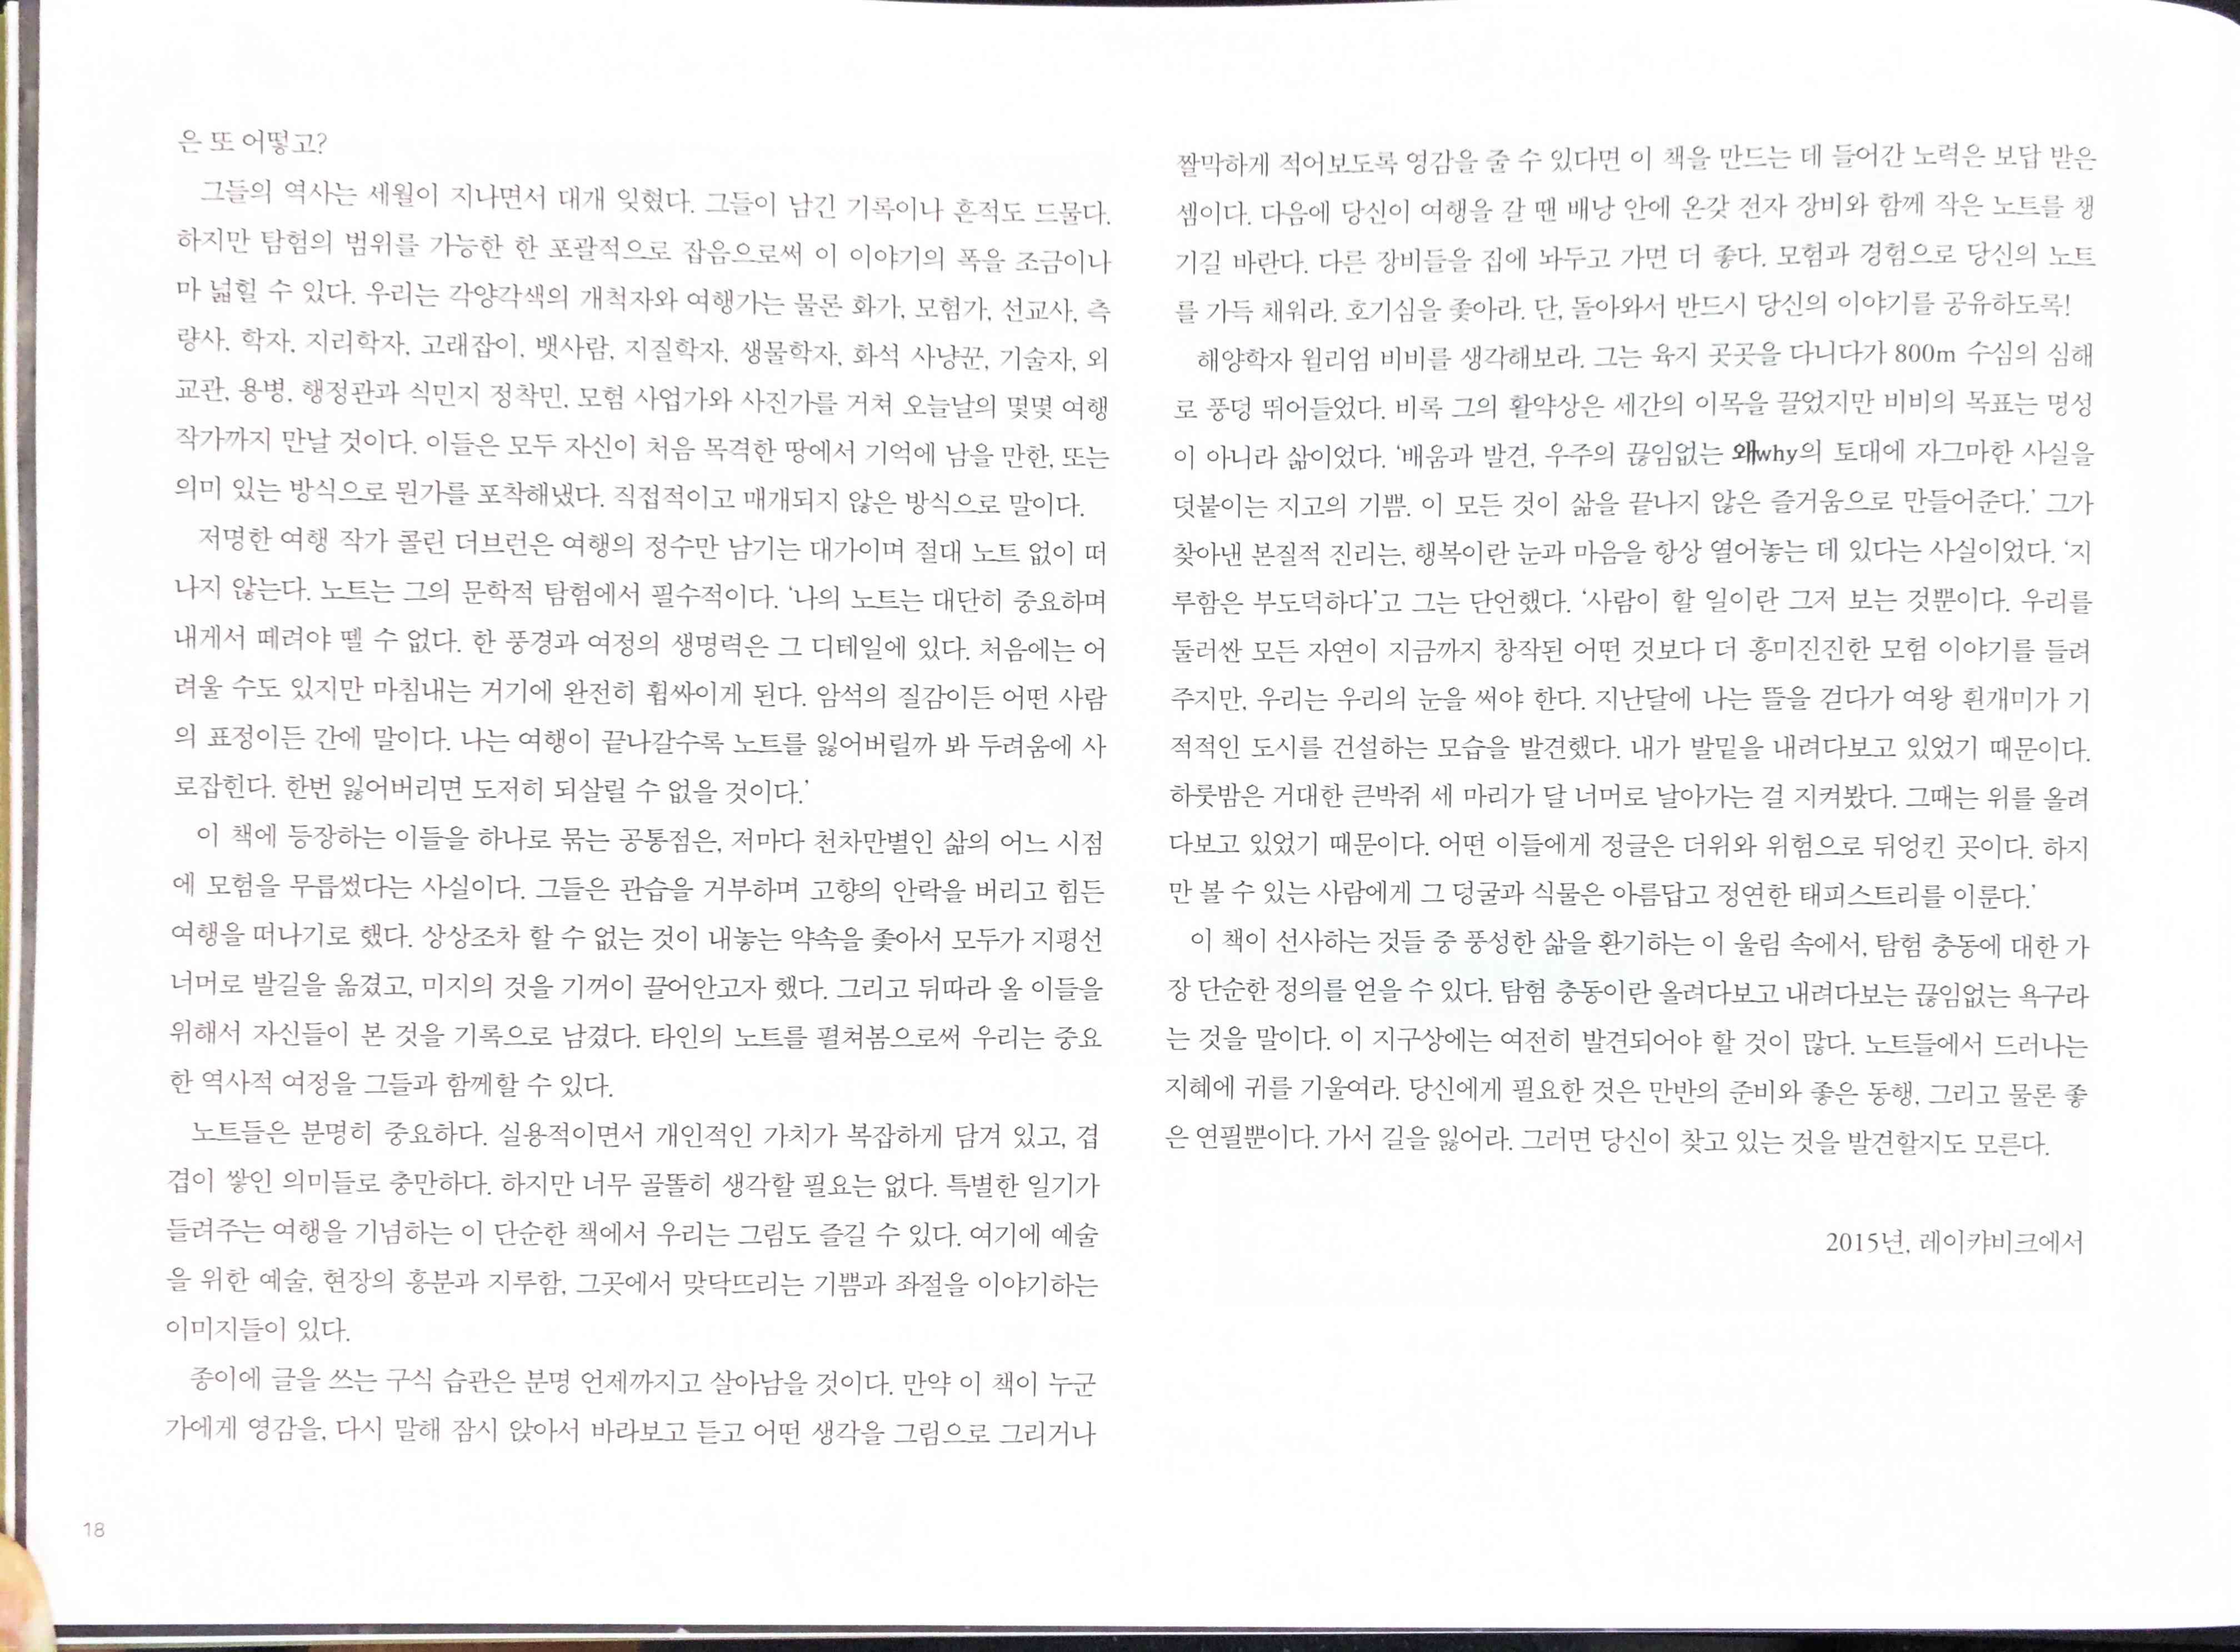 은 또 어떻고?
그들의 역사는 세월이 지나면서 대개 잊혔다. 그들이 남긴 기록이나 흔적도 드물다.
하지만 탐험의 범위를 가능한 한 포괄적으로 잡음으로써 이 이야기의 폭을 조금이나
마 넓힐 수 있다. 우리는 각양각색의 개척자와 여행가는 물론 화가, 모험가, 선교사, 측
량사, 학자, 지리학자, 고래잡이, 뱃사람, 지질학자, 생물학자, 화석 사냥꾼, 기술자, 외
교관, 용병, 행정관과 식민지 정착민, 모험 사업가와 사진가를 거쳐 오늘날의 몇몇 여행
작가까지 만날 것이다. 이들은 모두 자신이 처음 목격한 땅에서 기억에 남을 만한, 또는
의미 있는 방식으로 뭔가를 포착해냈다. 직접적이고 매개되지 않은 방식으로 말이다.
저명한 여행 작가 콜린 더브런은 여행의 정수만 남기는 대가이며 절대 노트 없이 떠
나지 않는다. 노트는 그의 문학적 탐험에서 필수적이다. ‘나의 노트는 대단히 중요하며
내게서 떼려야 뗄 수 없다. 한 풍경과 여정의 생명력은 그 디테일에 있다. 처음에는 어
려울 수도 있지만 마침내는 거기에 완전히 휩싸이게 된다. 암석의 질감이든 어떤 사람
의 표정이든 간에 말이다. 나는 여행이 끝나갈수록 노트를 잃어버릴까 봐 두려움에 사
로잡힌다. 한번 잃어버리면 도저히 되살릴 수 없을 것이다.’
이 책에 등장하는 이들을 하나로 묶는 공통점은, 저마다 천차만별인 삶의 어느 시점
에 모험을 무릅썼다는 사실이다. 그들은 관습을 거부하며 고향의 안락을 버리고 힘든
여행을 떠나기로 했다. 상상조차 할 수 없는 것이 내놓는 약속을 좇아서 모두가 지평선
너머로 발길을 옮겼고, 미지의 것을 기꺼이 끌어안고자 했다. 그리고 뒤따라 올 이들을
위해서 자신들이 본 것을 기록으로 남겼다. 타인의 노트를 펼쳐봄으로써 우리는 중요
한 역사적 여정을 그들과 함께할 수 있다.
노트들은 분명히 중요하다. 실용적이면서 개인적인 가치가 복잡하게 담겨 있고, 겹
겹이 쌓인 의미들로 충만하다. 하지만 너무 골똘히 생각할 필요는 없다. 특별한 일기가
들려주는 여행을 기념하는 이 단순한 책에서 우리는 그림도 즐길 수 있다. 여기에 예술
을 위한 예술, 현장의 흥분과 지루함, 그곳에서 맞닥뜨리는 기쁨과 좌절을 이야기하는
이미지들이 있다.
종이에 글을 쓰는 구식 습관은 분명 언제까지고 살아남을 것이다. 만약 이 책이 누군
가에게 영감을, 다시 말해 잠시 앉아서 바라보고 듣고 어떤 생각을 그림으로 그리거나
18
짤막하게 적어보도록 영감을 줄 수 있다면 이 책을 만드는 데 들어간 노력은 보답 받은
셈이다. 다음에 당신이 여행을 갈 땐 배낭 안에 온갖 전자 장비와 함께 작은 노트를 챙
기길 바란다. 다른 장비들을 집에 놔두고 가면 더 좋다. 모험과 경험으로 당신의 노트
를 가득 채워라. 호기심을 좇아라. 단, 돌아와서 반드시 당신의 이야기를 공유하도록!
해양학자 윌리엄 비비를 생각해보라. 그는 육지 곳곳을 다니다가 800m 수심의 심해
로 풍덩 뛰어들었다. 비록 그의 활약상은 세간의 이목을 끌었지만 비비의 목표는 명성
이 아니라 삶이었다. ‘배움과 발견, 우주의 끊임없는 왜why의 토대에 자그마한 사실을
덧붙이는 지고의 기쁨. 이 모든 것이 삶을 끝나지 않은 즐거움으로 만들어준다.’ 그가
찾아낸 본질적 진리는, 행복이란 눈과 마음을 항상 열어놓는 데 있다는 사실이었다. ‘지
루함은 부도덕하다’고 그는 단언했다. ‘사람이 할 일이란 그저 보는 것뿐이다. 우리를
둘러싼 모든 자연이 지금까지 창작된 어떤 것보다 더 흥미진진한 모험 이야기를 들려
주지만, 우리는 우리의 눈을 써야 한다. 지난달에 나는 뜰을 걷다가 여왕 흰개미가 기
적적인 도시를 건설하는 모습을 발견했다. 내가 발밑을 내려다보고 있었기 때문이다.
하룻밤은 거대한 큰박쥐 세 마리가 달 너머로 날아가는 걸 지켜봤다. 그때는 위를 올려
다보고 있었기 때문이다. 어떤 이들에게 정글은 더위와 위험으로 뒤엉킨 곳이다. 하지
만 볼 수 있는 사람에게 그 덩굴과 식물은 아름답고 정연한 태피스트리를 이룬다.’
이 책이 선사하는 것들 중 풍성한 삶을 환기하는 이 울림 속에서, 탐험 충동에 대한 가
장 단순한 정의를 얻을 수 있다. 탐험 충동이란 올려다보고 내려다보는 끊임없는 욕구라
는 것을 말이다. 이 지구상에는 여전히 발견되어야 할 것이 많다. 노트들에서 드러나는
지혜에 귀를 기울여라. 당신에게 필요한 것은 만반의 준비와 좋은 동행, 그리고 물론 좋
은 연필뿐이다. 가서 길을 잃어라. 그러면 당신이 찾고 있는 것을 발견할지도 모른다.
2015년, 레이캬비크에서